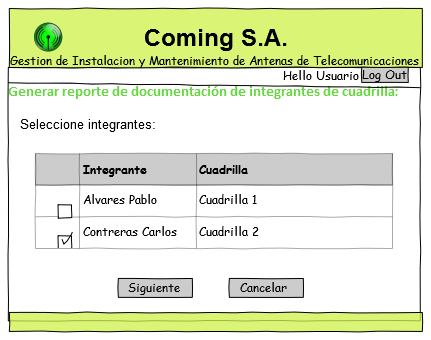 Coming S.A.
Gestion de Instalacion y Mantenimiento de Antenas de Telecomunicaciones
Hello Usuario Log Out
Generar reporte de documentación de integrantes de cuadrilla:
Seleccione integrantes:
Integrante Cuadrilla
Alvares Pablo Cuadrilla 1
Contreras Carlos Cuadrilla 2
Siguiente Cancelar